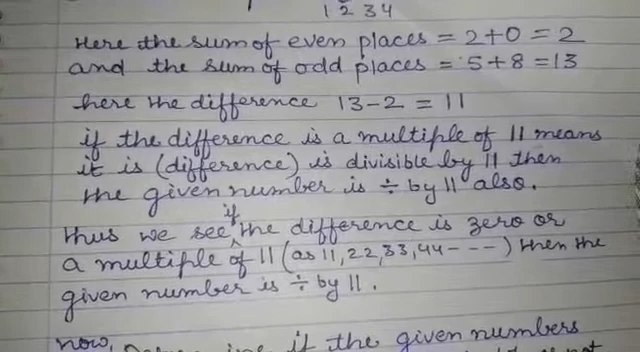 1 2 3 4
Here the sum of even places = 2+0 = 2
and the sum of odd places = 5+8 = 13
here the difference 13-2 = 11
if the difference is a multiple of 11 means
it is (difference) is divisible by 11 then
the given number is ÷ by 11 also.
Thus we see if the difference is zero or
a multiple of 11 (as 11, 22, 33, 44 - - -) then the
given number is ÷ by 11.
now, if the given numbers
not